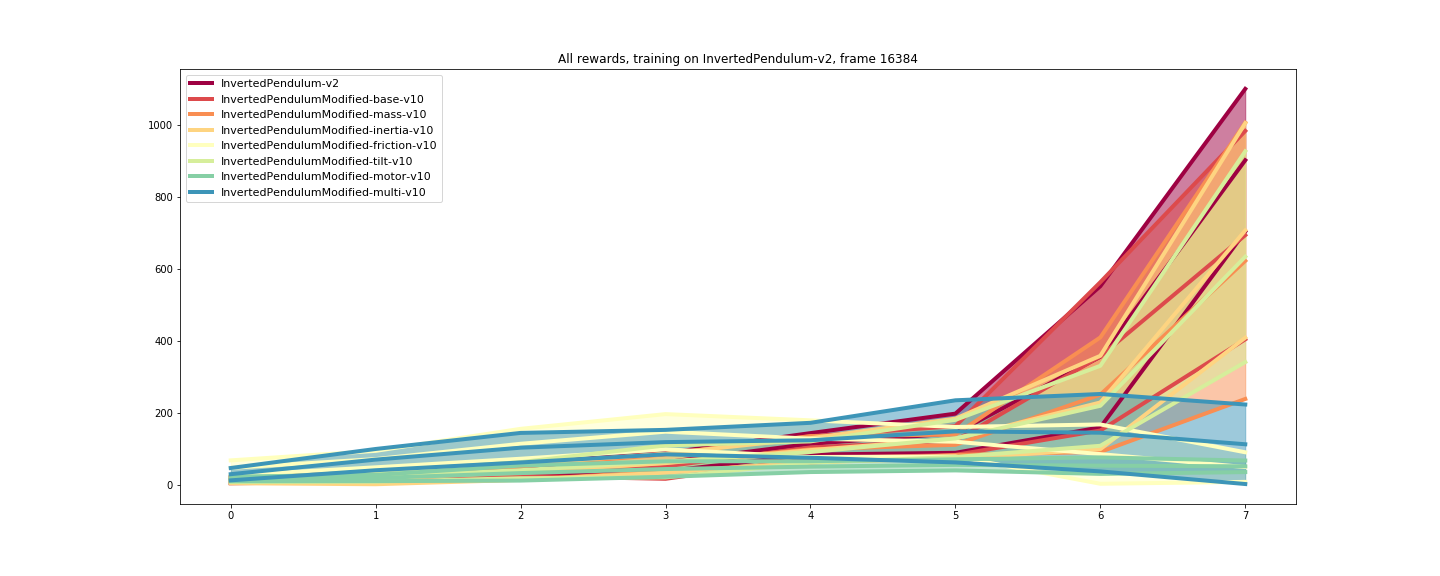 All rewards, training on InvertedPendulum-v2, frame 16384
InvertedPendulum-v2
InvertedPendulumModified-base-v10
InvertedPendulumModified-mass-v10
InvertedPendulumModified-inertia-v10
InvertedPendulumModified-friction-v10
InvertedPendulumModified-tilt-v10
InvertedPendulumModified-motor-v10
InvertedPendulumModified-multi-v10
1000
800
600
400
200
0
0 1 2 3 4 5 6 7